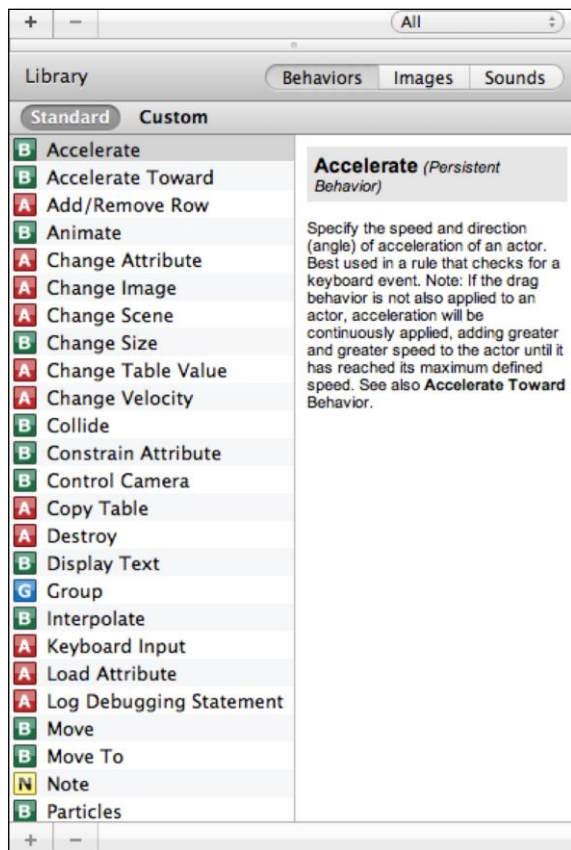 + − All
Library Behaviors Images Sounds
Standard Custom
B Accelerate
B Accelerate Toward
A Add/Remove Row
B Animate
A Change Attribute
A Change Image
A Change Scene
B Change Size
A Change Table Value
A Change Velocity
B Collide
B Constrain Attribute
B Control Camera
A Copy Table
A Destroy
B Display Text
G Group
B Interpolate
A Keyboard Input
A Load Attribute
A Log Debugging Statement
B Move
B Move To
N Note
B Particles
Accelerate (Persistent
Behavior)
Specify the speed and direction
(angle) of acceleration of an actor.
Best used in a rule that checks for a
keyboard event. Note: If the drag
behavior is not also applied to an
actor, acceleration will be
continuously applied, adding greater
and greater speed to the actor until it
has reached its maximum defined
speed. See also Accelerate Toward
Behavior.
+ −